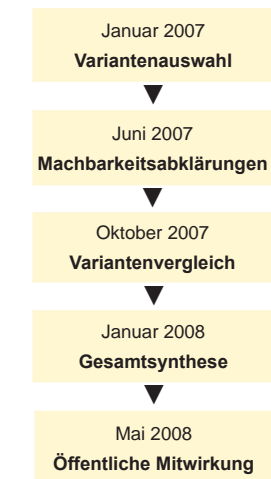 Januar 2007
Variantenauswahl
Juni 2007
Machbarkeitsabklärungen
Oktober 2007
Variantenvergleich
Januar 2008
Gesamtsynthese
Mai 2008
Öffentliche Mitwirkung